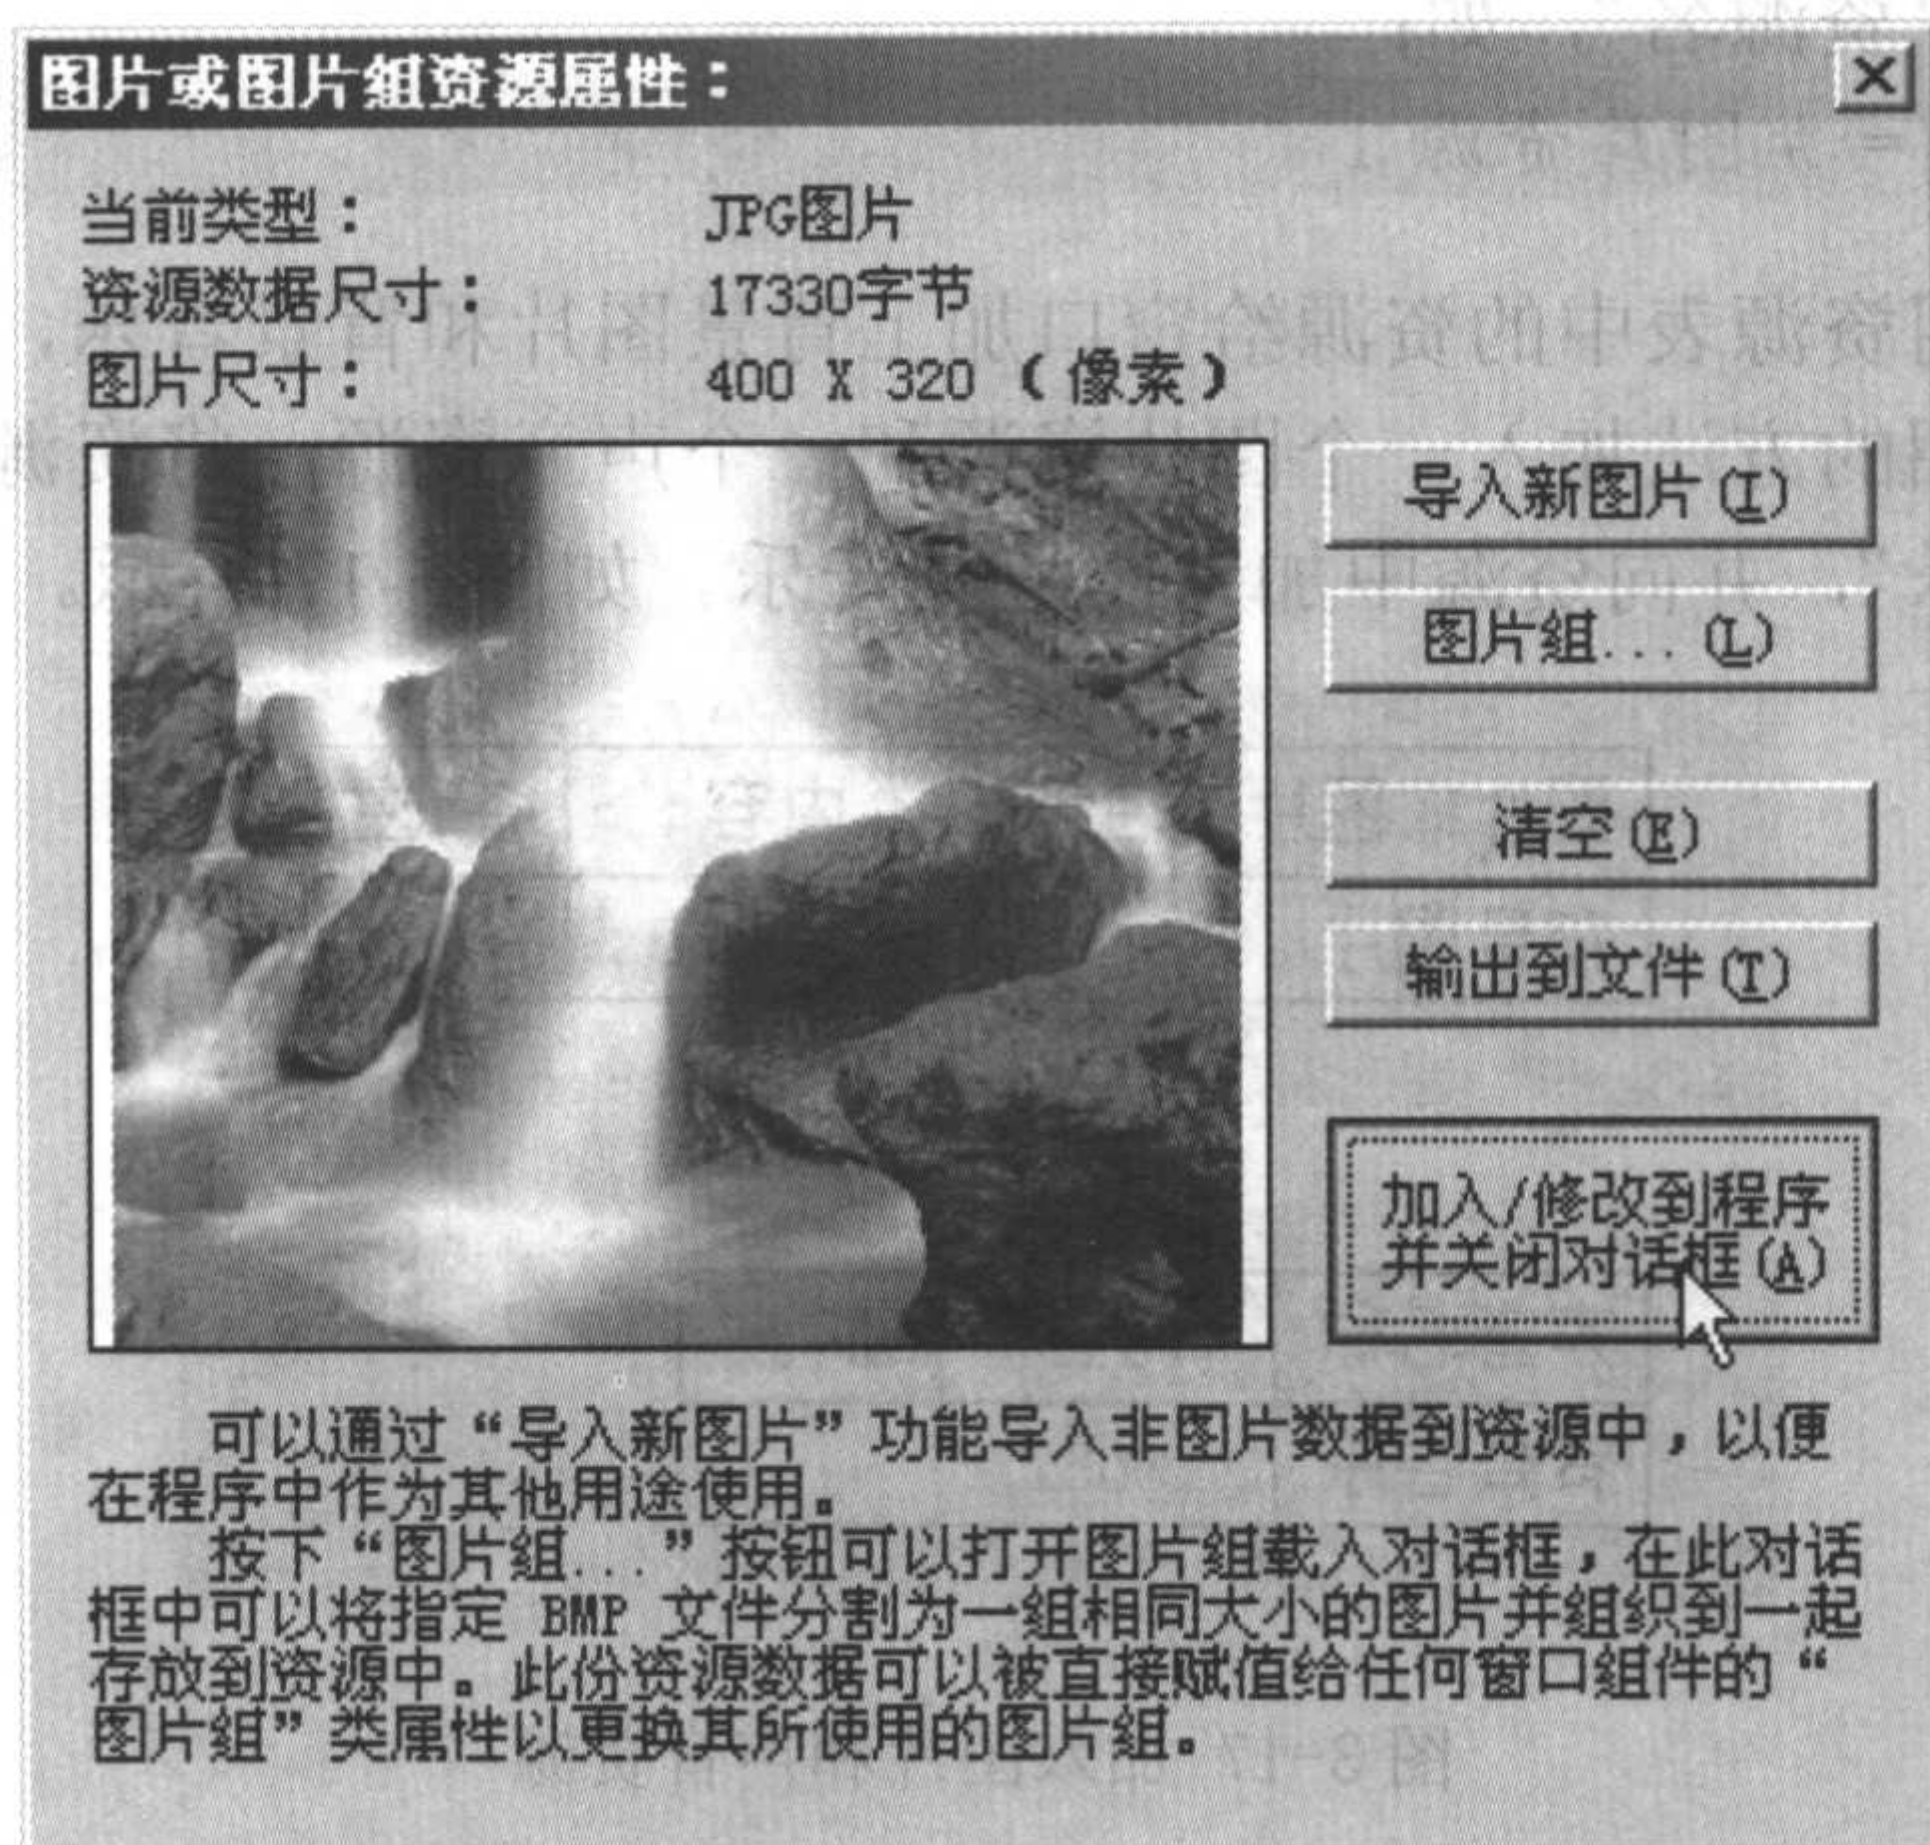 图片或图片组资源属性：
当前类型： JPG图片
资源数据尺寸： 17330字节
图片尺寸： 400 X 320 （像素）
导入新图片(I)
图片组... (L)
清空(E)
输出到文件(T)
加入/修改到程序
并关闭对话框(A)
可以通过“导入新图片”功能导入非图片数据到资源中，以便
在程序中作为其他用途使用。
按下“图片组...”按钮可以打开图片组载入对话框，在此对话
框中可以将指定 BMP 文件分割为一组相同大小的图片并组织到一起
存放到资源中。此份资源数据可以被直接赋值给任何窗口组件的“
图片组”类属性以更换其所使用的图片组。